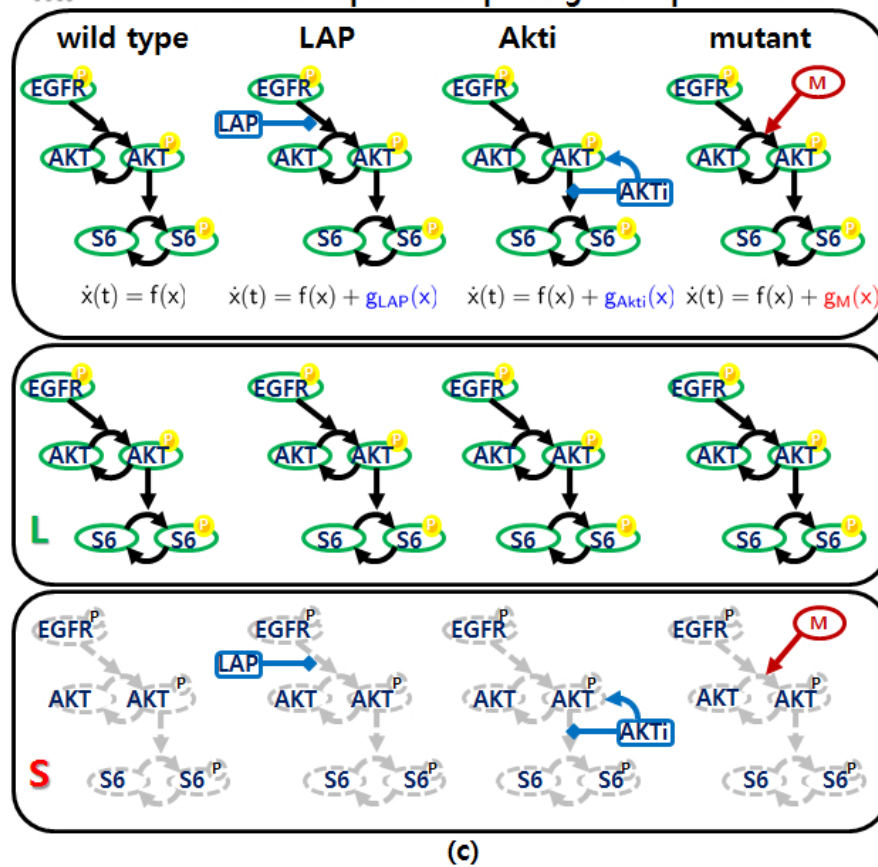 wild type LAP Akti mutant
EGFR P EGFR P EGFR P EGFR P M
LAP
AKT AKT P AKT AKT P AKT AKT P AKT AKT P
AKTi
S6 S6 P S6 S6 P S6 S6 P S6 S6 P
ẋ(t) = f(x) ẋ(t) = f(x) + g_LAP(x) ẋ(t) = f(x) + g_Akti(x) ẋ(t) = f(x) + g_M(x)
EGFR P EGFR P EGFR P EGFR P
AKT AKT P AKT AKT P AKT AKT P AKT AKT P
L S6 S6 P S6 S6 P S6 S6 P S6 S6 P
EGFR P EGFR P EGFR P EGFR P M
LAP
AKT AKT P AKT AKT P AKT AKT P AKT AKT P
AKTi
S S6 S6 P S6 S6 P S6 S6 P S6 S6 P
(c)